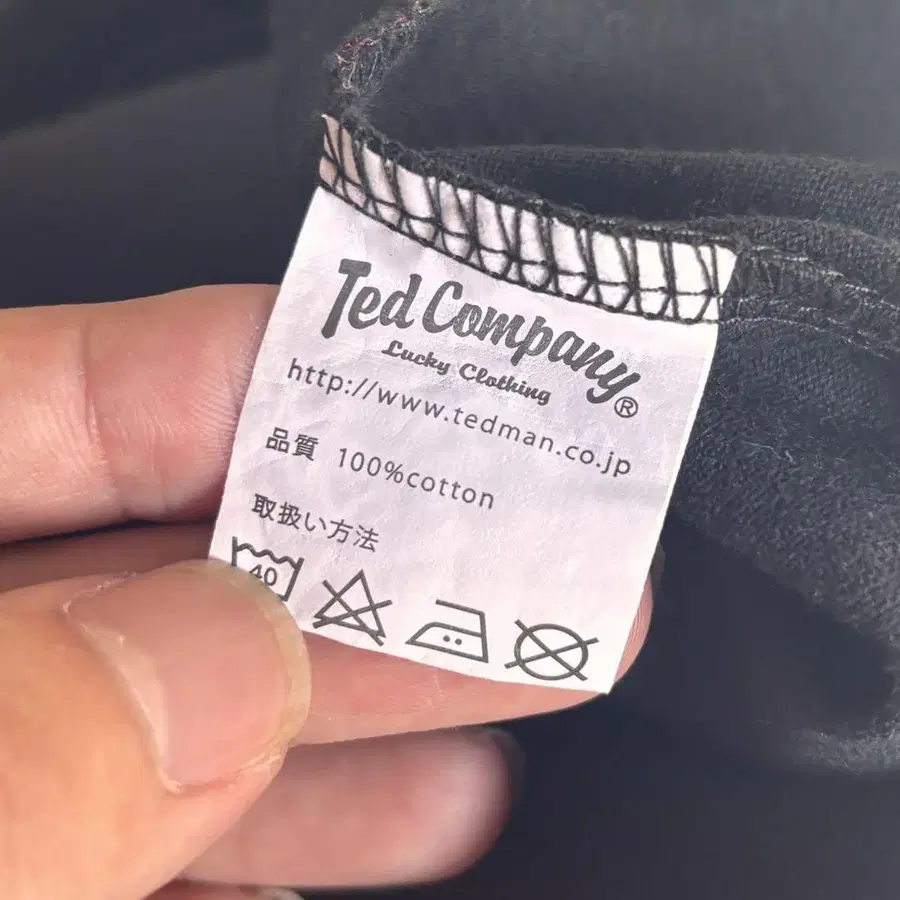 Ted Company®
Lucky Clothing
http://www.tedman.co.jp
品質 100%cotton
取扱い方法
40